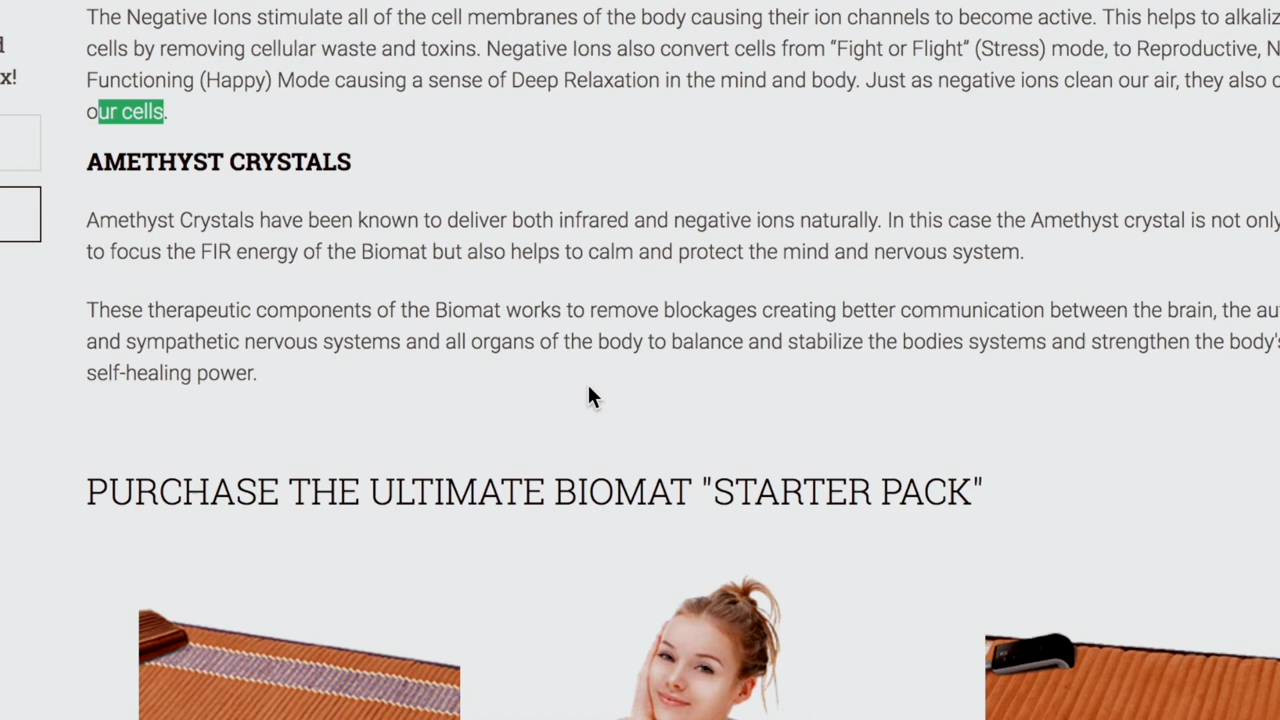 The Negative Ions stimulate all of the cell membranes of the body causing their ion channels to become active. This helps to
cells by removing cellular waste and toxins. Negative Ions also convert cells from “Fight or Flight” (Stress) mode, to Reproductive,
x! Functioning (Happy) Mode causing a sense of Deep Relaxation in the mind and body. Just as negative ions clean our air, they also
our cells.
AMETHYST CRYSTALS
Amethyst Crystals have been known to deliver both infrared and negative ions naturally. In this case the Amethyst crystal is not only
to focus the FIR energy of the Biomat but also helps to calm and protect the mind and nervous system.
These therapeutic components of the Biomat works to remove blockages creating better communication between the brain, the
and sympathetic nervous systems and all organs of the body to balance and stabilize the bodies systems and strengthen the body's
self-healing power.
PURCHASE THE ULTIMATE BIOMAT "STARTER PACK"